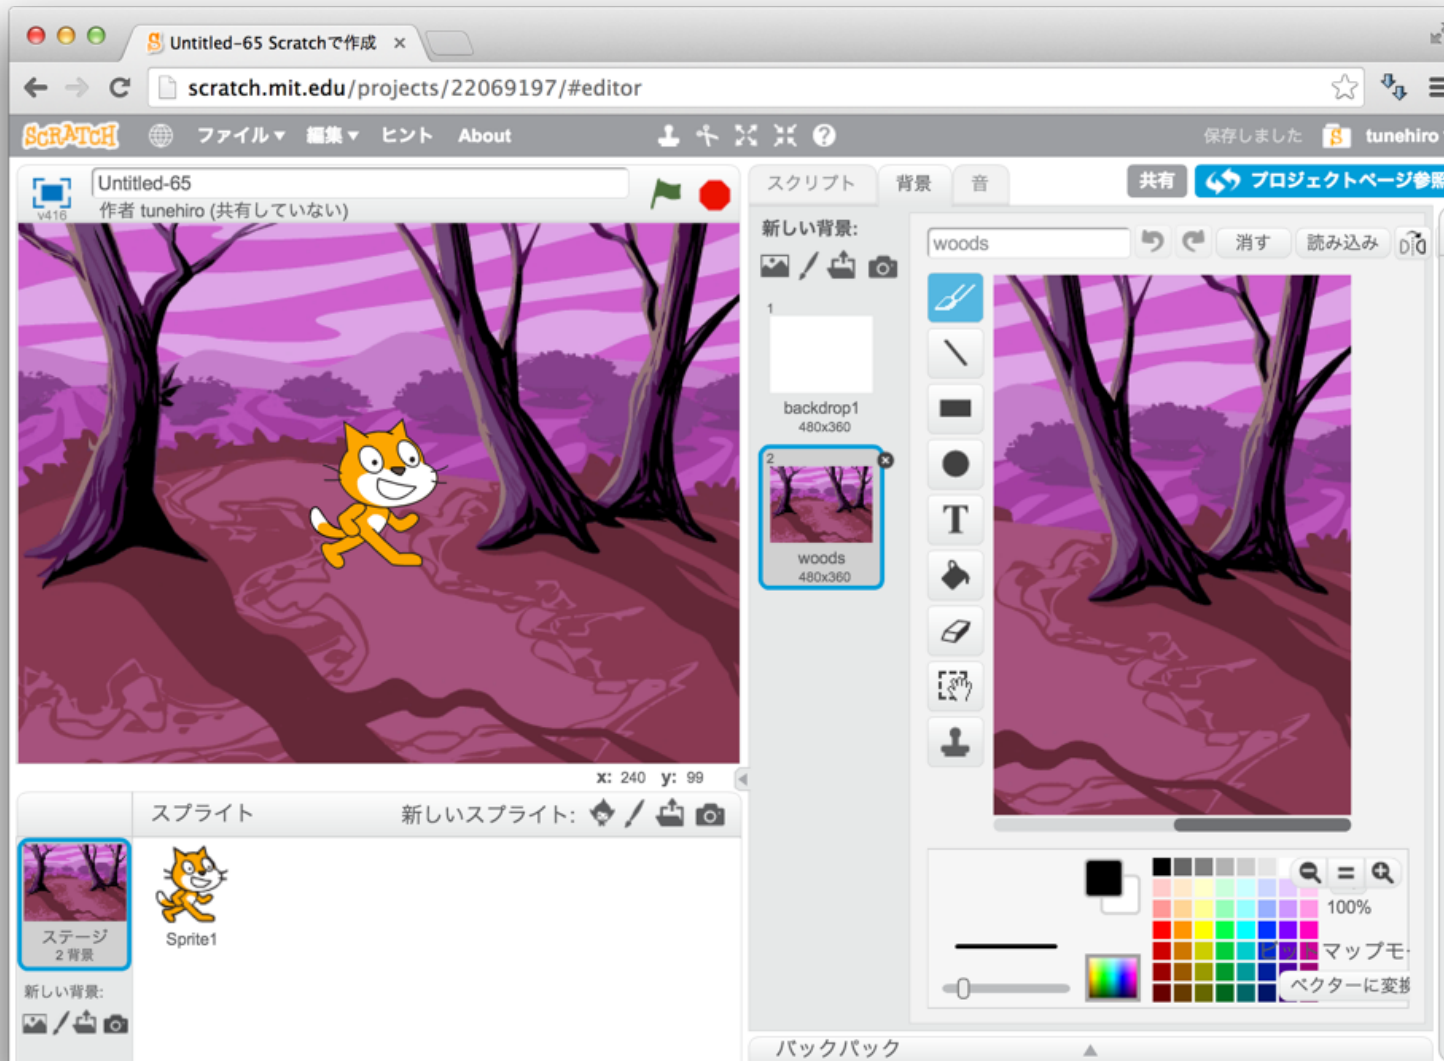 Untitled-65 Scratchで作成
scratch.mit.edu/projects/22069197/#editor
SCRATCH ファイル 編集 ヒント About 保存しました tunehiro
v416
Untitled-65
作者 tunehiro (共有していない)
スクリプト 背景 音 共有 プロジェクトページ参照
新しい背景:
woods 消す 読み込み
1
backdrop1
480x360
2
woods
480x360
T
x: 240 y: 99
スプライト 新しいスプライト:
ステージ
2 背景
新しい背景:
Sprite1
100%
ビットマップモー
ベクターに変換
バックパック